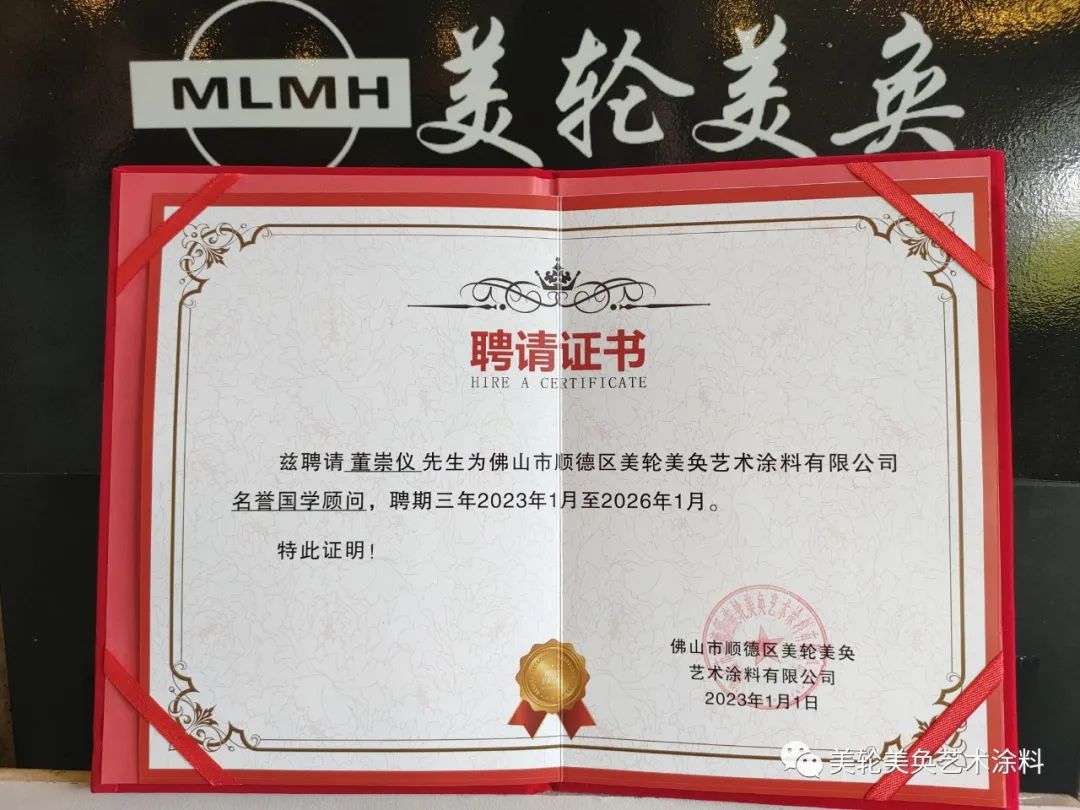 MLMH 美轮美奂
聘请证书
HIRE A CERTIFICATE
兹聘请董崇仪先生为佛山市顺德区美轮美奂艺术涂料有限公司
名誉国学顾问，聘期三年2023年1月至2026年1月。
特此证明！
佛山市顺德区美轮美奂
艺术涂料有限公司
2023年1月1日
美轮美奂艺术涂料